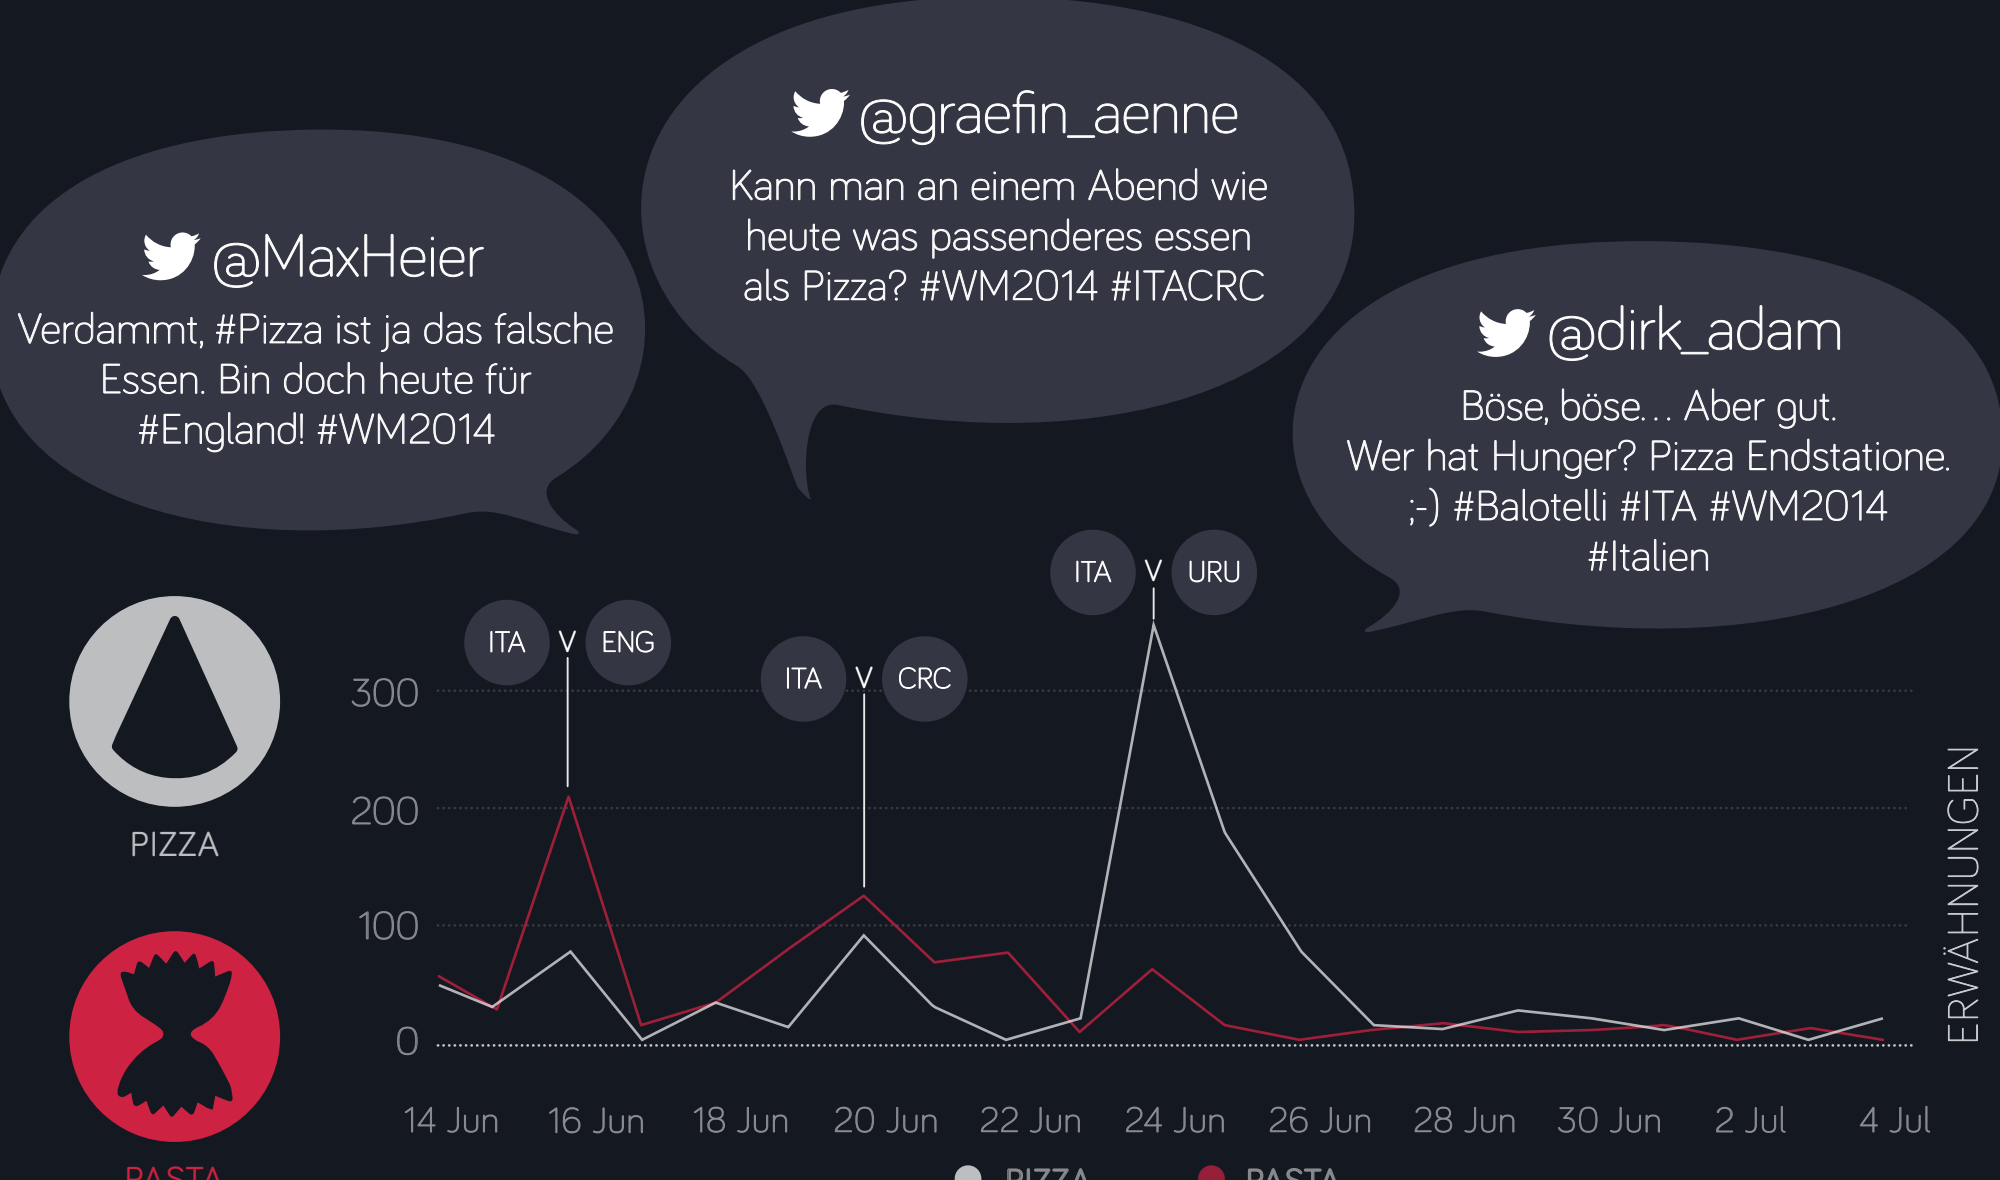 @graefin_aenne
Kann man an einem Abend wie
heute was passenderes essen
als Pizza? #WM2014 #ITACRC
@MaxHeier
Verdammt, #Pizza ist ja das falsche
Essen. Bin doch heute für
#England! #WM2014
@dirk_adam
Böse, böse... Aber gut.
Wer hat Hunger? Pizza Endstatione.
;-) #Balotelli #ITA #WM2014
#Italien
ITA V URU
ITA V ENG
ITA V CRC
PIZZA
PASTA
300
200
100
0
ERWÄHNUNGEN
14 Jun 16 Jun 18 Jun 20 Jun 22 Jun 24 Jun 26 Jun 28 Jun 30 Jun 2 Jul 4 Jul
PIZZA PASTA